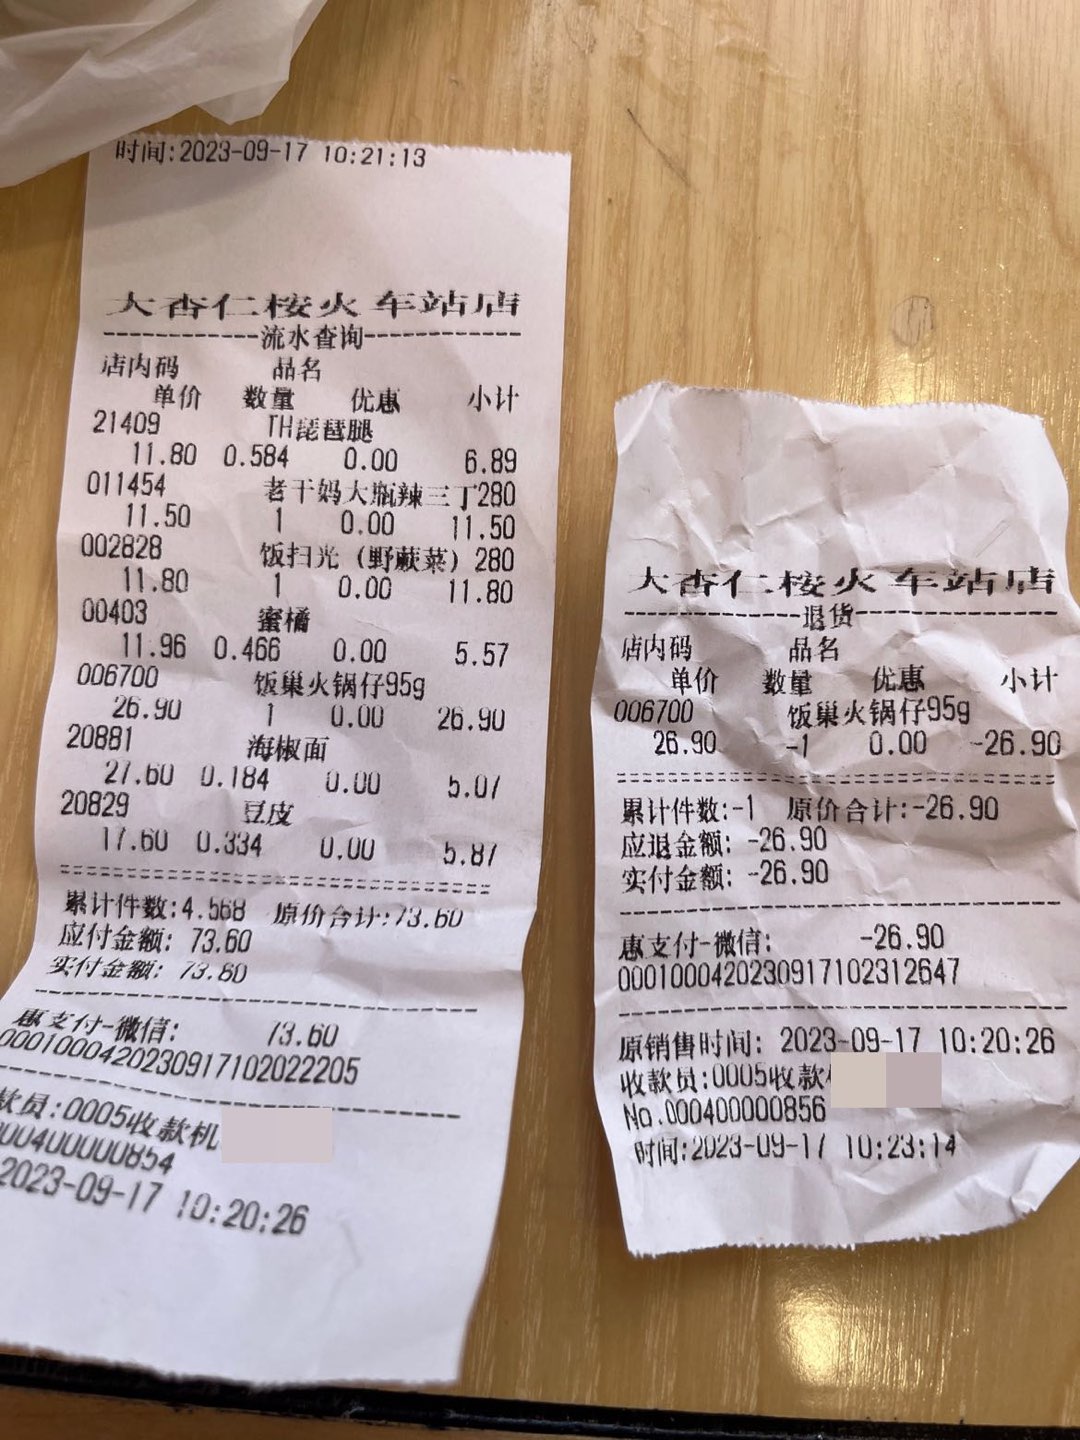 时间:2023-09-17 10:21:13
大杏仁桉火车站店
流水查询
店内码 品名
单价 数量 优惠 小计
21409 TH琵琶腿
11.80 0.584 0.00 6.89
011454 老干妈大瓶辣三丁280
11.50 1 0.00 11.50
002828 饭扫光（野蕨菜）280
11.80 1 0.00 11.80
00403 蜜橘
11.96 0.466 0.00 5.57
006700 饭巢火锅仔95g
26.90 1 0.00 26.90
20881 海椒面
27.60 0.184 0.00 5.07
20829 豆皮
17.60 0.334 0.00 5.87
累计件数:4.568 原价合计:73.60
应付金额: 73.60
实付金额: 73.60
惠支付-微信: 73.60
0001000420230917102022205
款员:0005收款机
00400000854
2023-09-17 10:20:26
大杏仁桉火车站店
退货
店内码 品名
单价 数量 优惠 小计
006700 饭巢火锅仔95g
26.90 -1 0.00 -26.90
累计件数:-1 原价合计:-26.90
应退金额: -26.90
实付金额: -26.90
惠支付-微信: -26.90
0001000420230917102312647
原销售时间: 2023-09-17 10:20:26
收款员:0005收款
No.000400000856
时间:2023-09-17 10:23:14